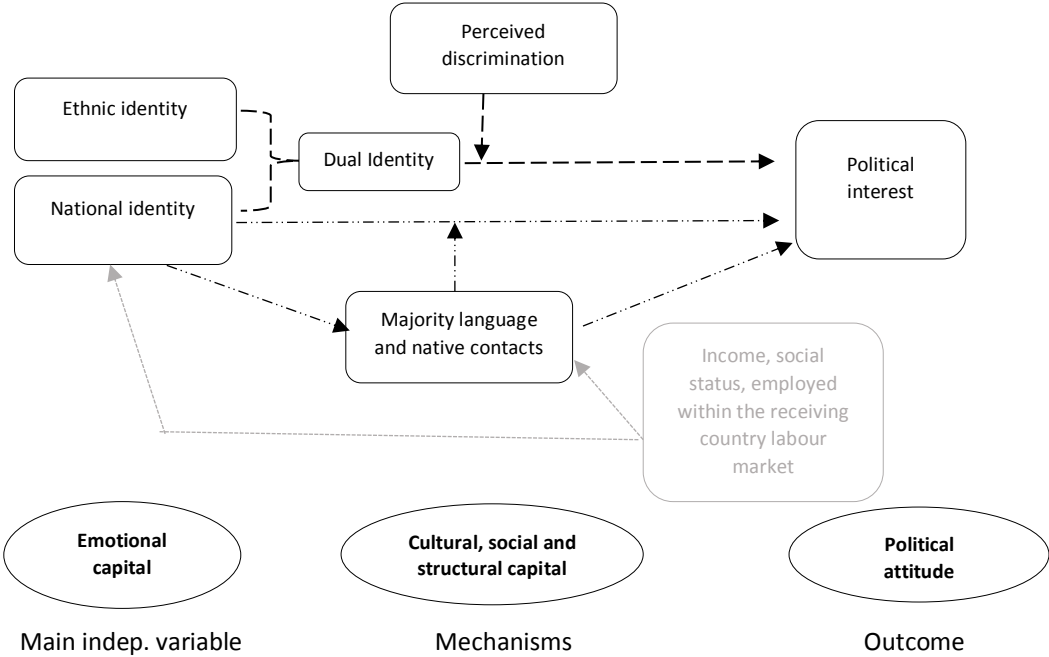 Perceived
discrimination
Ethnic identity
Dual Identity
Political
interest
National identity
Majority language
and native contacts
Income, social
status, employed
within the receiving
country labour
market
Emotional
capital
Cultural, social and
structural capital
Political
attitude
Main indep. variable
Mechanisms
Outcome